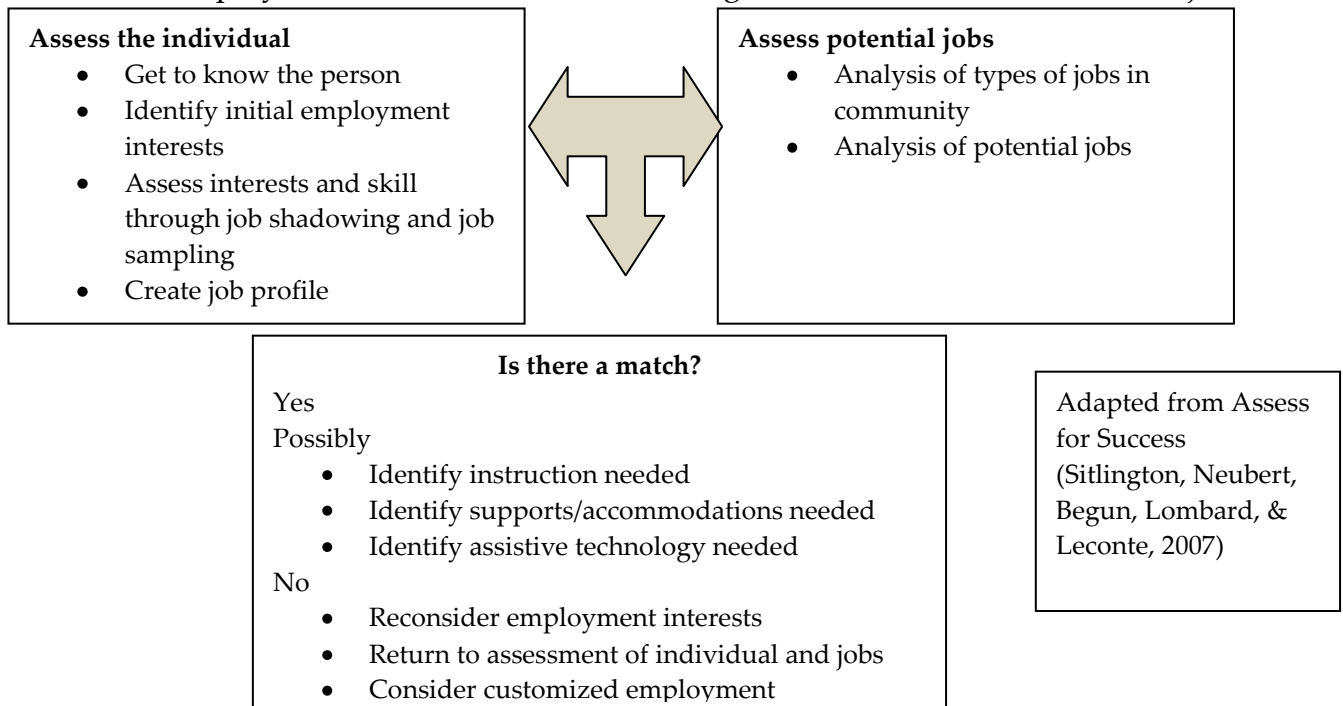 Assess the individual
• Get to know the person
• Identify initial employment
interests
• Assess interests and skill
through job shadowing and job
sampling
• Create job profile
Assess potential jobs
• Analysis of types of jobs in
community
• Analysis of potential jobs
Is there a match?
Yes
Possibly
• Identify instruction needed
• Identify supports/accommodations needed
• Identify assistive technology needed
No
• Reconsider employment interests
• Return to assessment of individual and jobs
• Consider customized employment
Adapted from Assess
for Success
(Sitlington, Neubert,
Begun, Lombard, &
Leconte, 2007)